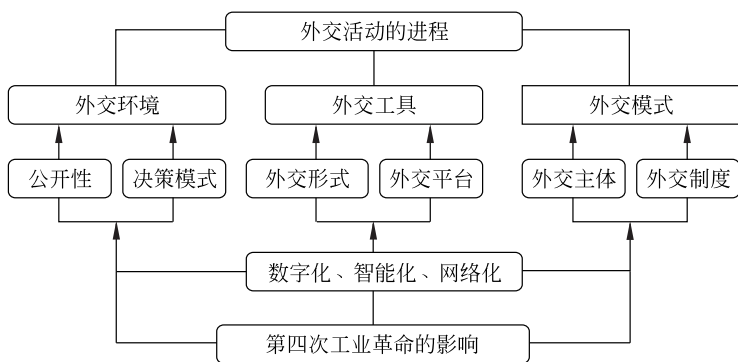 外交活动的进程
外交环境
外交工具
外交模式
公开性
决策模式
外交形式
外交平台
外交主体
外交制度
数字化、智能化、网络化
第四次工业革命的影响